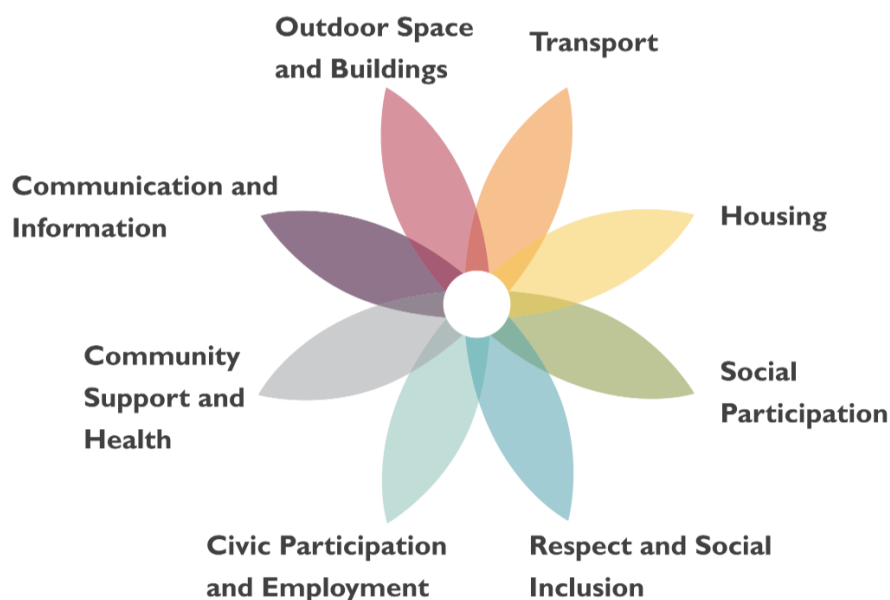 Outdoor Space
and Buildings
Transport
Housing
Social
Participation
Respect and Social
Inclusion
Civic Participation
and Employment
Community
Support and
Health
Communication and
Information